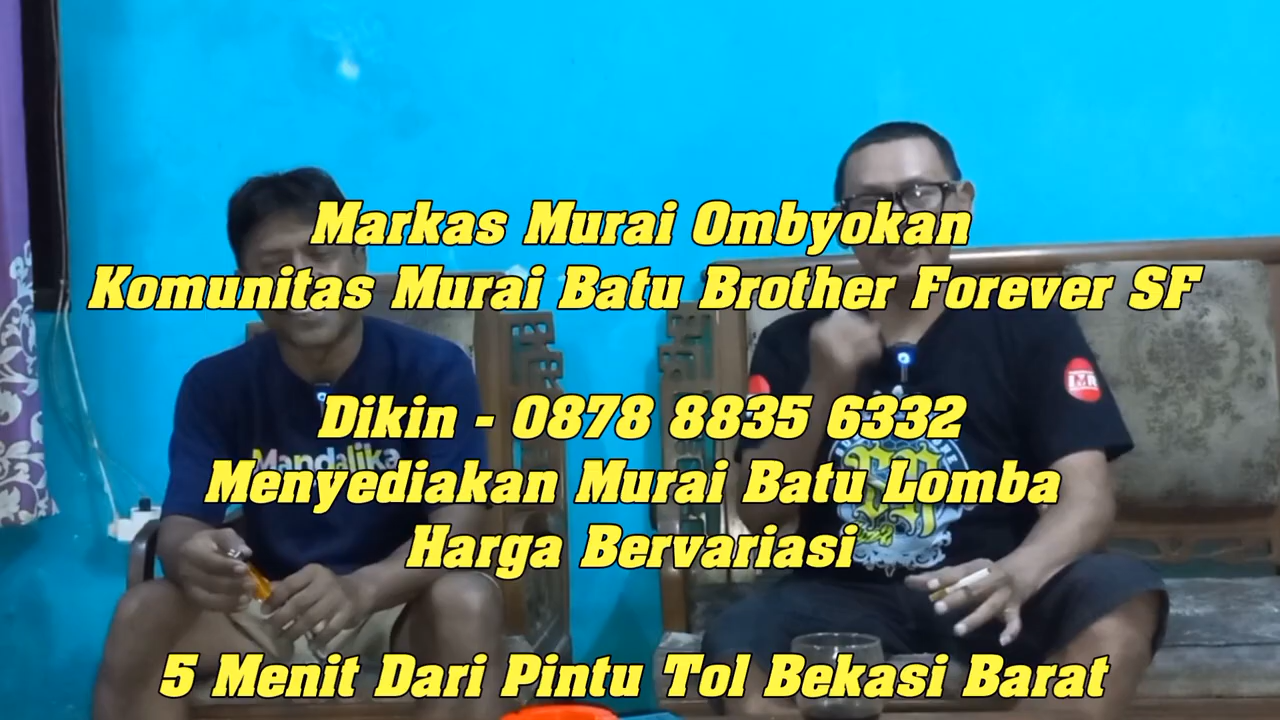 Markas Murai Ombyokan
Komunitas Murai Batu Brother Forever SF
Dikin - 0878 8835 6332
Mandalika
Menyediakan Murai Batu Lomba
Harga Bervariasi
5 Menit Dari Pintu Tol Bekasi Barat